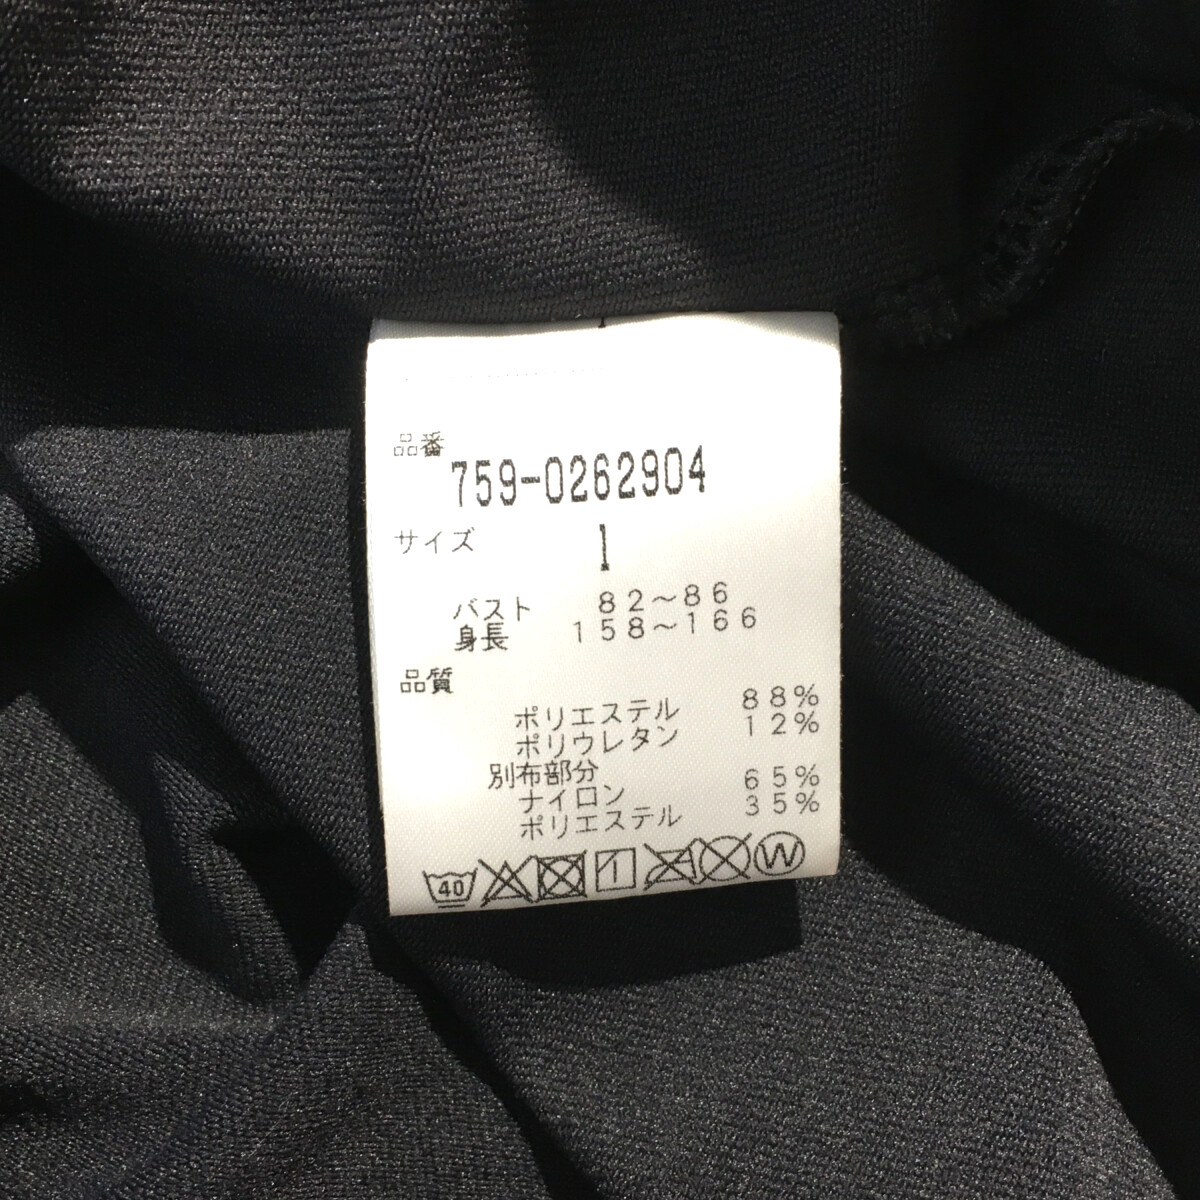 品番
759-0262904
サイズ 1
バスト 82～86
身長 158～166
品質
ポリエステル 88%
ポリウレタン 12%
別布部分
ナイロン 65%
ポリエステル 35%
40 W